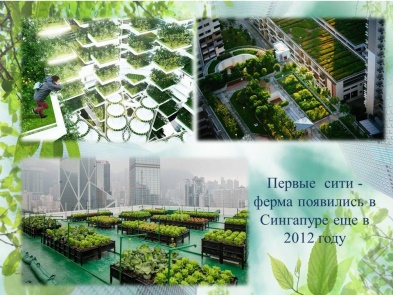 Первые сити -
ферма появились в
Сингапуре еще в
2012 году